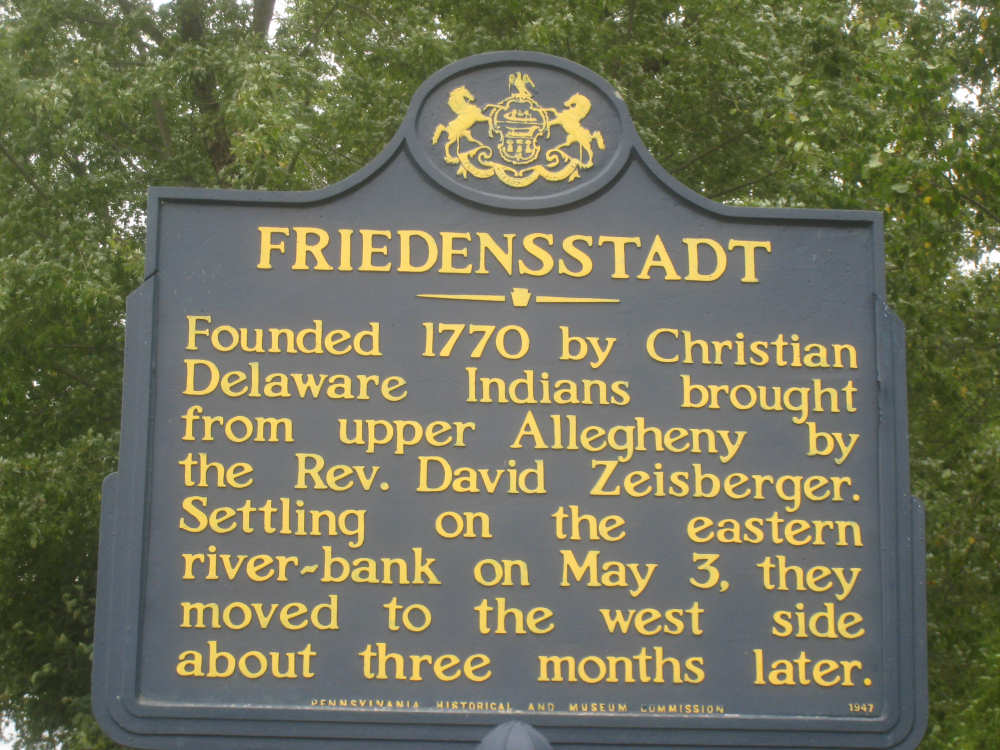 FRIEDENSSTADT
Founded 1770 by Christian
Delaware Indians brought
from upper Allegheny by
the Rev. David Zeisberger.
Settling on the eastern
river-bank on May 3, they
moved to the west side
about three months later.
PENNSYLVANIA HISTORICAL AND MUSEUM COMMISSION 1947